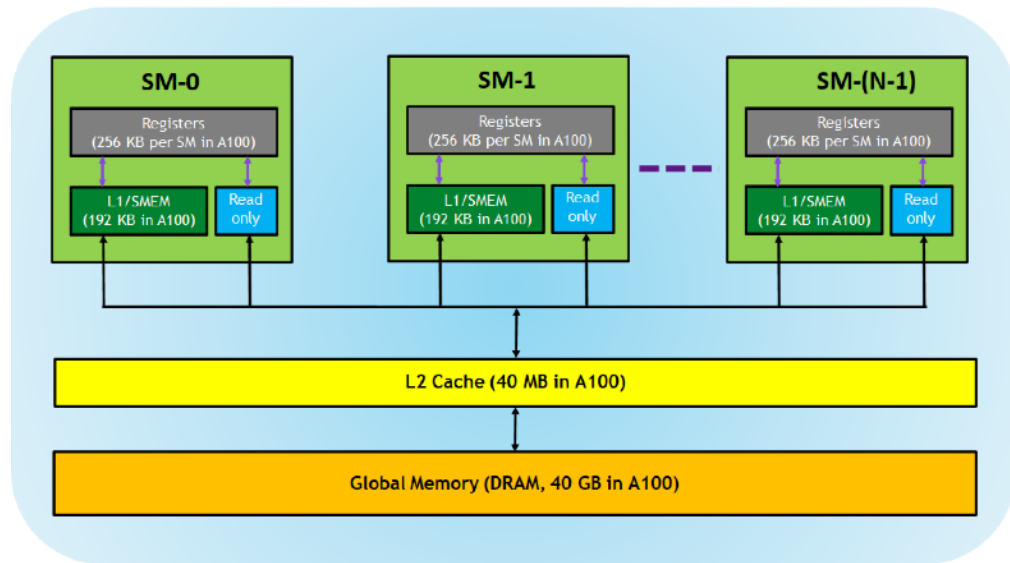 SM-0
Registers
(256 KB per SM in A100)
L1/SMEM
(192 KB in A100)
Read
only
SM-1
Registers
(256 KB per SM in A100)
L1/SMEM
(192 KB in A100)
Read
only
SM-(N-1)
Registers
(256 KB per SM in A100)
L1/SMEM
(192 KB in A100)
Read
only
L2 Cache (40 MB in A100)
Global Memory (DRAM, 40 GB in A100)